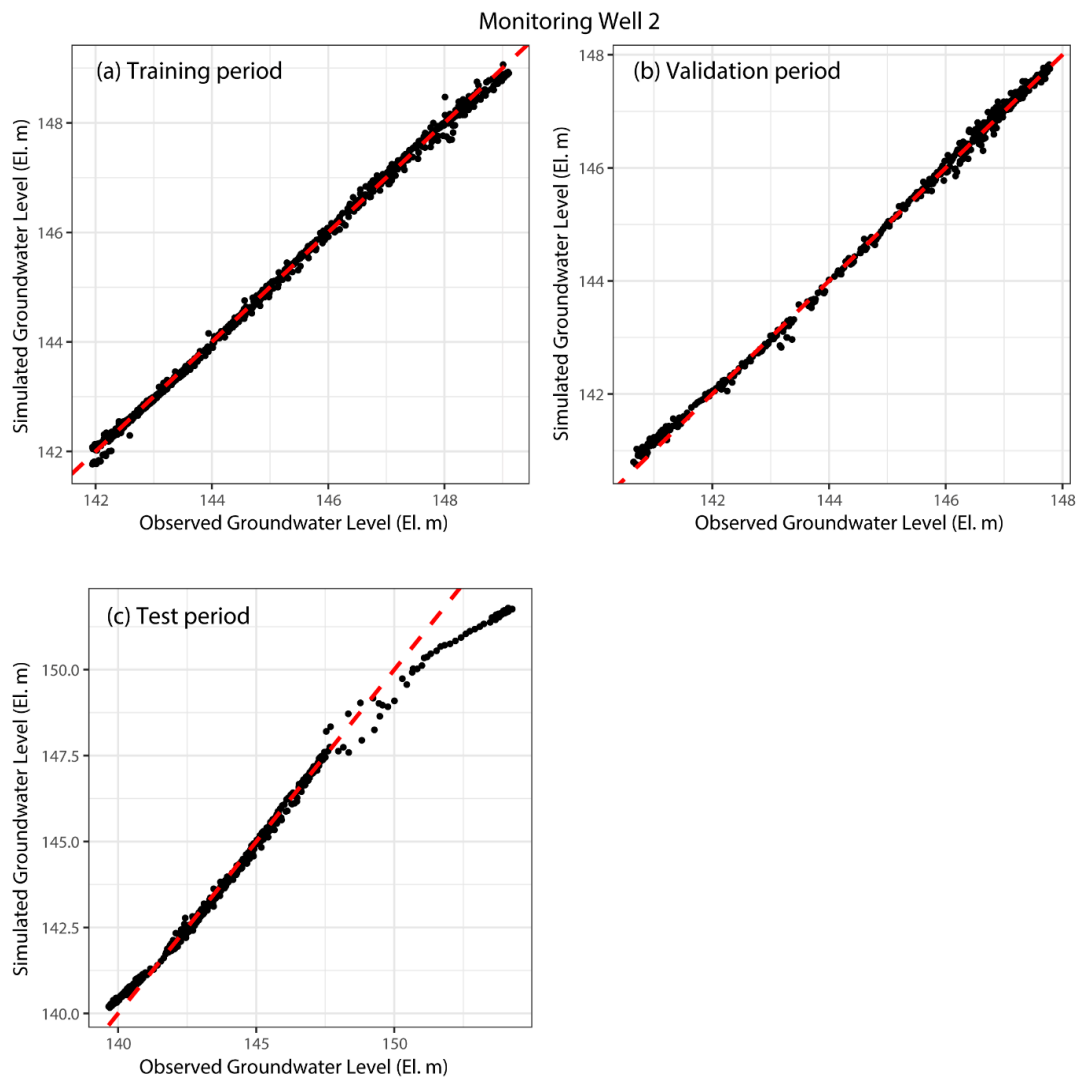 Monitoring Well 2
(a) Training period
Simulated Groundwater Level (El. m)
148
146
144
142
142 144 146 148
Observed Groundwater Level (El. m)
(b) Validation period
Simulated Groundwater Level (El. m)
148
146
144
142
142 144 146 148
Observed Groundwater Level (El. m)
(c) Test period
Simulated Groundwater Level (El. m)
150.0
147.5
145.0
142.5
140.0
140 145 150
Observed Groundwater Level (El. m)